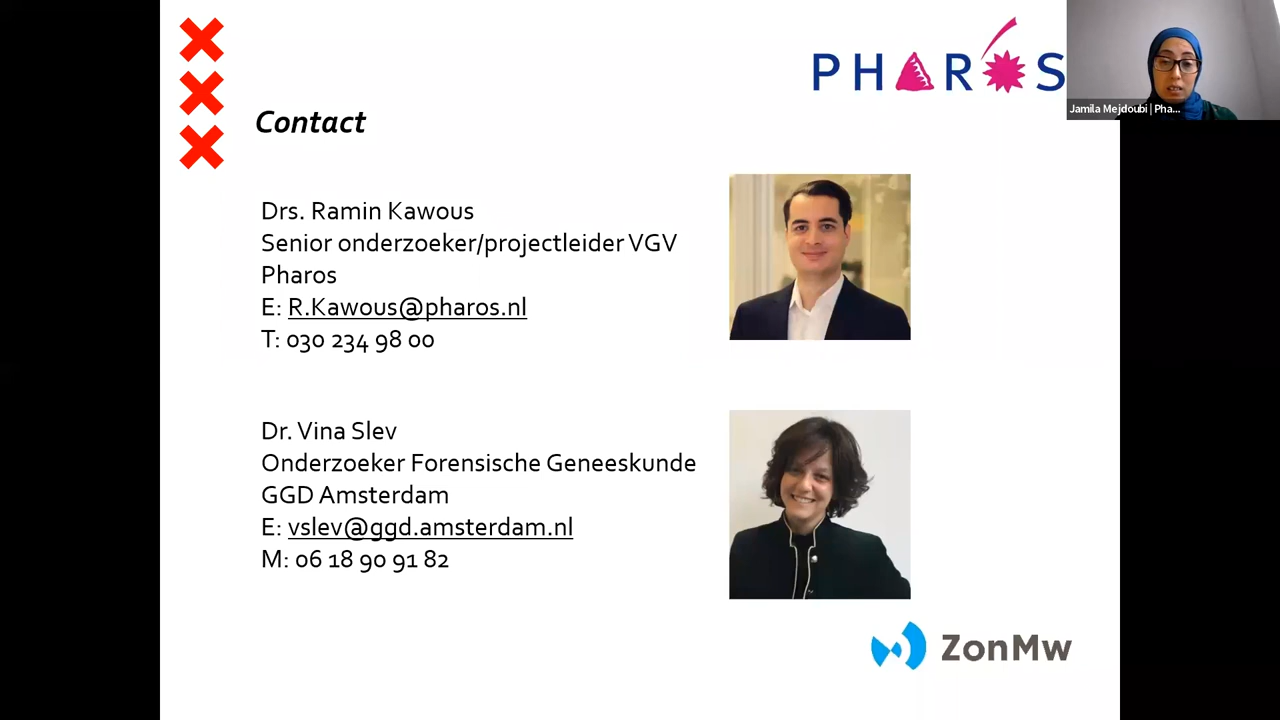 PHAROS
Jamila Mejdoubi | Pha...
Contact
Drs. Ramin Kawous
Senior onderzoeker/projectleider VGV
Pharos
E: R.Kawous@pharos.nl
T: 030 234 98 00
Dr. Vina Slev
Onderzoeker Forensische Geneeskunde
GGD Amsterdam
E: vslev@ggd.amsterdam.nl
M: 06 18 90 91 82
ZonMw